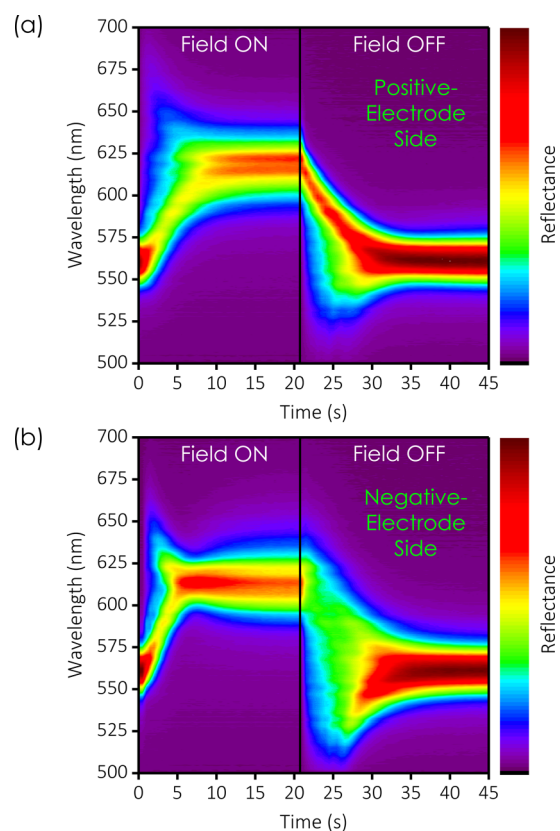 (a)
Field ON
Field OFF
Positive-
Electrode
Side
Wavelength (nm)
700
675
650
625
600
575
550
525
500
0 5 10 15 20 25 30 35 40 45
Time (s)
Reflectance
(b)
Field ON
Field OFF
Negative-
Electrode
Side
Wavelength (nm)
700
675
650
625
600
575
550
525
500
0 5 10 15 20 25 30 35 40 45
Time (s)
Reflectance